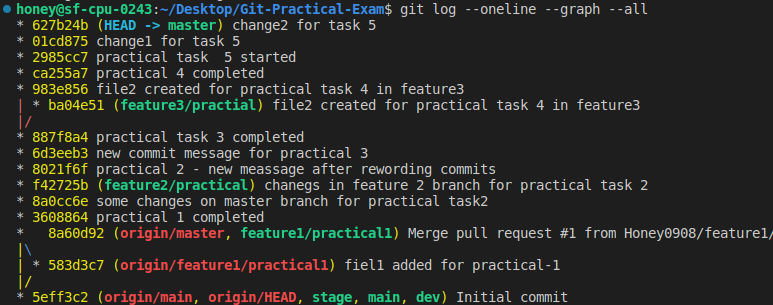 honey@sf-cpu-0243:~/Desktop/Git-Practical-Exam$ git log --oneline --graph --all
* 627b24b (HEAD -> master) change2 for task 5
* 01cd875 change1 for task 5
* 2985cc7 practical task  5 started
* ca255a7 practical 4 completed
* 983e856 file2 created for practical task 4 in feature3
| * ba04e51 (feature3/practial) file2 created for practical task 4 in feature3
|/
* 887f8a4 practical task 3 completed
* 6d3eeb3 new commit message for practical 3
* 8021f6f practical 2 - new meassage after rewording commits
* f42725b (feature2/practical) chanegs in feature 2 branch for practical task 2
* 8a0cc6e some changes on master branch for practical task2
* 3608864 practical 1 completed
*   8a60d92 (origin/master, feature1/practical1) Merge pull request #1 from Honey0908/feature1/
|\
| * 583d3c7 (origin/feature1/practical1) fiel1 added for practical-1
|/
* 5eff3c2 (origin/main, origin/HEAD, stage, main, dev) Initial commit